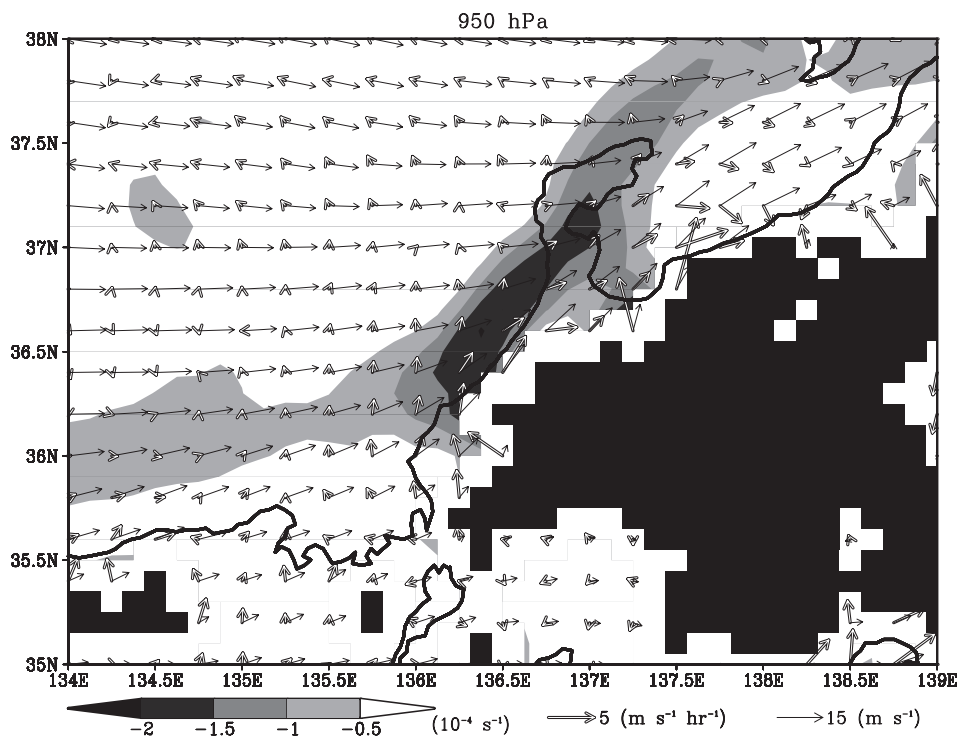 950 hPa
38N
37.5N
37N
36.5N
36N
35.5N
35N
134E 134.5E 135E 135.5E 136E 136.5E 137E 137.5E 138E 138.5E 139E
−2 −1.5 −1 −0.5 (10⁻⁴ s⁻¹) 5 (m s⁻¹ hr⁻¹) 15 (m s⁻¹)